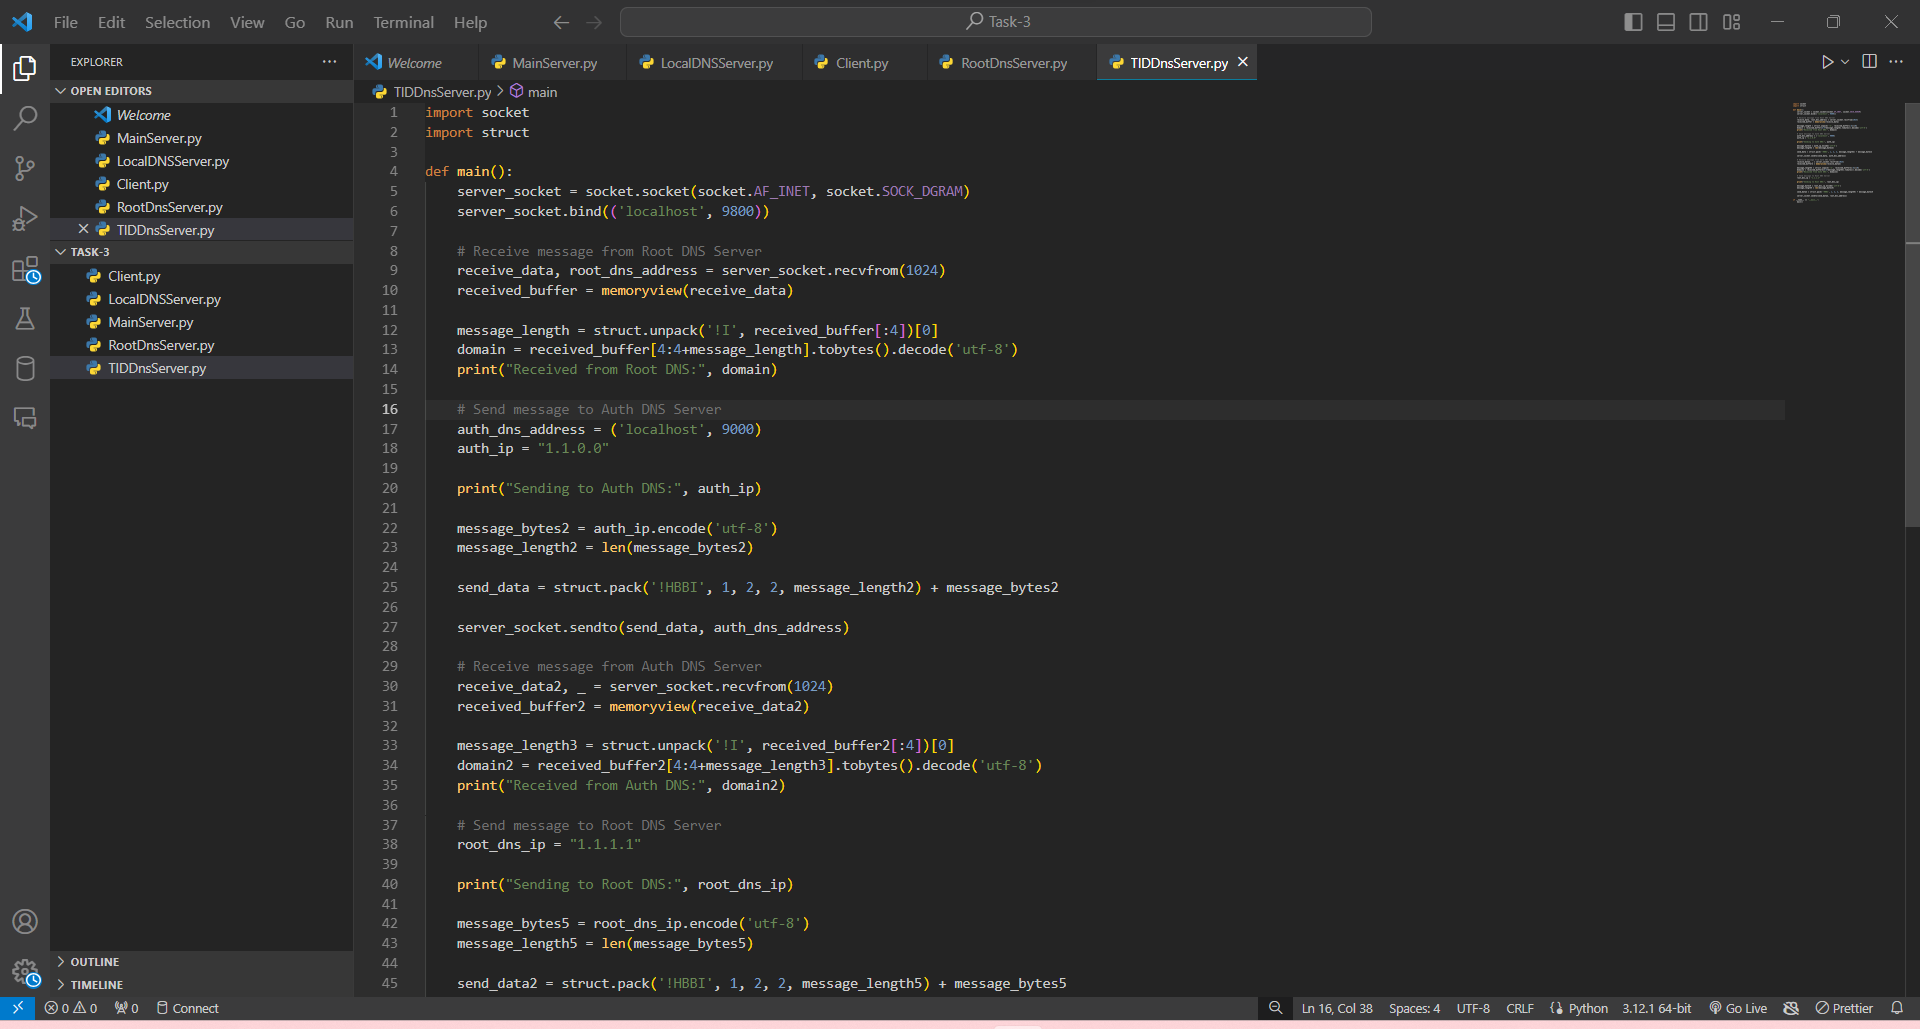 File Edit Selection View Go Run Terminal Help
Task-3
EXPLORER
OPEN EDITORS
Welcome
MainServer.py
LocalDNSServer.py
Client.py
RootDnsServer.py
TIDDnsServer.py
TASK-3
Client.py
LocalDNSServer.py
MainServer.py
RootDnsServer.py
TIDDnsServer.py
OUTLINE
TIMELINE
Welcome MainServer.py LocalDNSServer.py Client.py RootDnsServer.py TIDDnsServer.py
TIDDnsServer.py > main
1 import socket
2 import struct
3
4 def main():
5 server_socket = socket.socket(socket.AF_INET, socket.SOCK_DGRAM)
6 server_socket.bind(('localhost', 9800))
7
8 # Receive message from Root DNS Server
9 receive_data, root_dns_address = server_socket.recvfrom(1024)
10 received_buffer = memoryview(receive_data)
11
12 message_length = struct.unpack('!I', received_buffer[:4])[0]
13 domain = received_buffer[4:4+message_length].tobytes().decode('utf-8')
14 print("Received from Root DNS:", domain)
15
16 # Send message to Auth DNS Server
17 auth_dns_address = ('localhost', 9000)
18 auth_ip = "1.1.0.0"
19
20 print("Sending to Auth DNS:", auth_ip)
21
22 message_bytes2 = auth_ip.encode('utf-8')
23 message_length2 = len(message_bytes2)
24
25 send_data = struct.pack('!HBBI', 1, 2, 2, message_length2) + message_bytes2
26
27 server_socket.sendto(send_data, auth_dns_address)
28
29 # Receive message from Auth DNS Server
30 receive_data2, _ = server_socket.recvfrom(1024)
31 received_buffer2 = memoryview(receive_data2)
32
33 message_length3 = struct.unpack('!I', received_buffer2[:4])[0]
34 domain2 = received_buffer2[4:4+message_length3].tobytes().decode('utf-8')
35 print("Received from Auth DNS:", domain2)
36
37 # Send message to Root DNS Server
38 root_dns_ip = "1.1.1.1"
39
40 print("Sending to Root DNS:", root_dns_ip)
41
42 message_bytes5 = root_dns_ip.encode('utf-8')
43 message_length5 = len(message_bytes5)
44
45 send_data2 = struct.pack('!HBBI', 1, 2, 2, message_length5) + message_bytes5
0 0 0 Connect Ln 16, Col 38 Spaces: 4 UTF-8 CRLF Python 3.12.1 64-bit Go Live Prettier